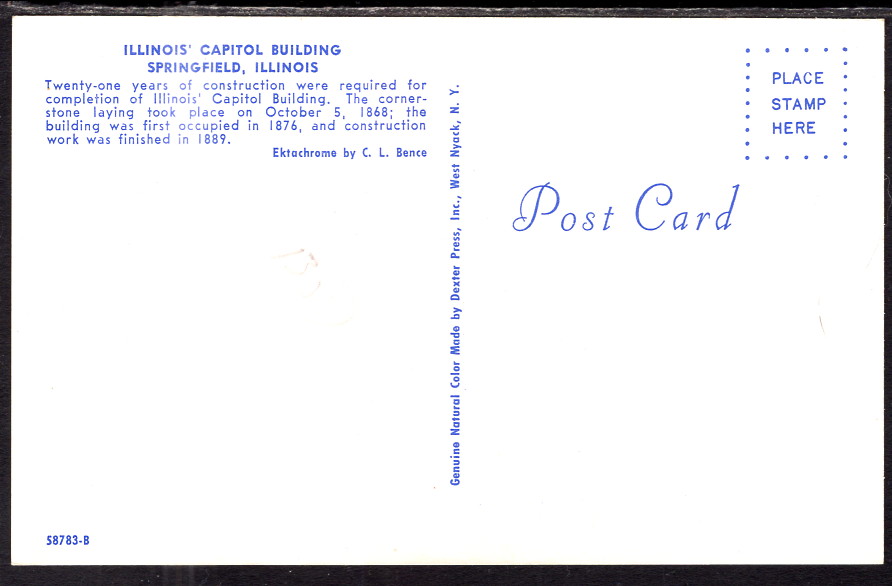 ILLINOIS' CAPITOL BUILDING
SPRINGFIELD, ILLINOIS
Twenty-one years of construction were required for
completion of Illinois' Capitol Building. The corner-
stone laying took place on October 5, 1868; the
building was first occupied in 1876, and construction
work was finished in 1889.
Ektachrome by C. L. Bence
58783-B
Genuine Natural Color Made by Dexter Press, Inc., West Nyack, N. Y.
PLACE
STAMP
HERE
Post Card